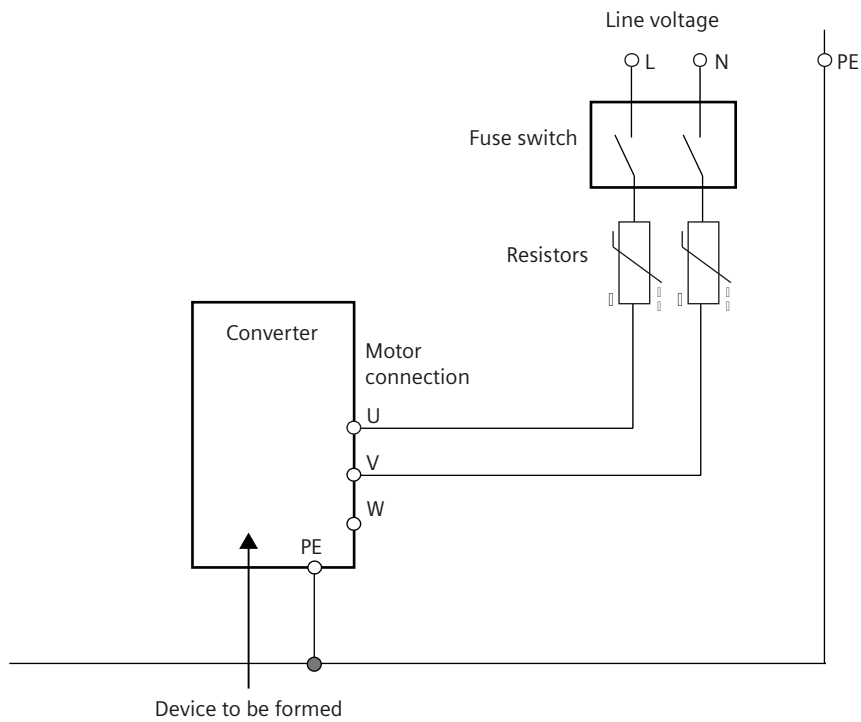 Line voltage
L
N
PE
Fuse switch
Resistors
Converter
Motor
connection
U
V
W
PE
Device to be formed